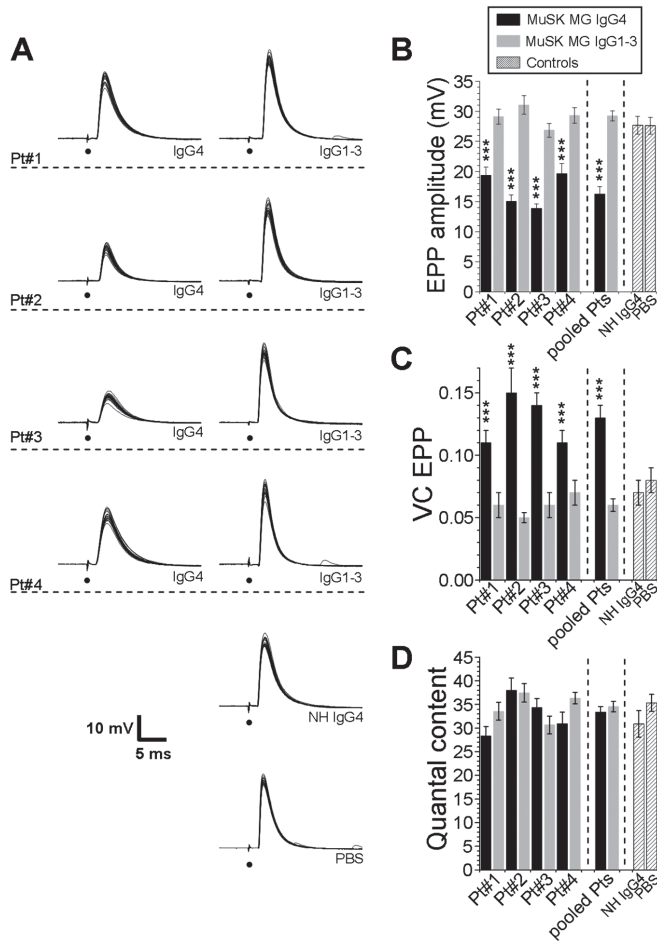 A
IgG4
IgG1-3
Pt#1
IgG4
IgG1-3
Pt#2
IgG4
IgG1-3
Pt#3
IgG4
IgG1-3
Pt#4
NH IgG4
10 mV
5 ms
PBS
MuSK MG IgG4
MuSK MG IgG1-3
Controls
B
EPP amplitude (mV)
35
30
25
20
15
10
5
0
***
***
***
***
***
Pt#1
Pt#2
Pt#3
Pt#4
pooled Pts
NH IgG4
PBS
C
VC EPP
0.15
0.10
0.05
0.00
***
***
***
***
***
Pt#1
Pt#2
Pt#3
Pt#4
pooled Pts
NH IgG4
PBS
D
Quantal content
45
40
35
30
25
20
15
10
5
0
Pt#1
Pt#2
Pt#3
Pt#4
pooled Pts
NH IgG4
PBS